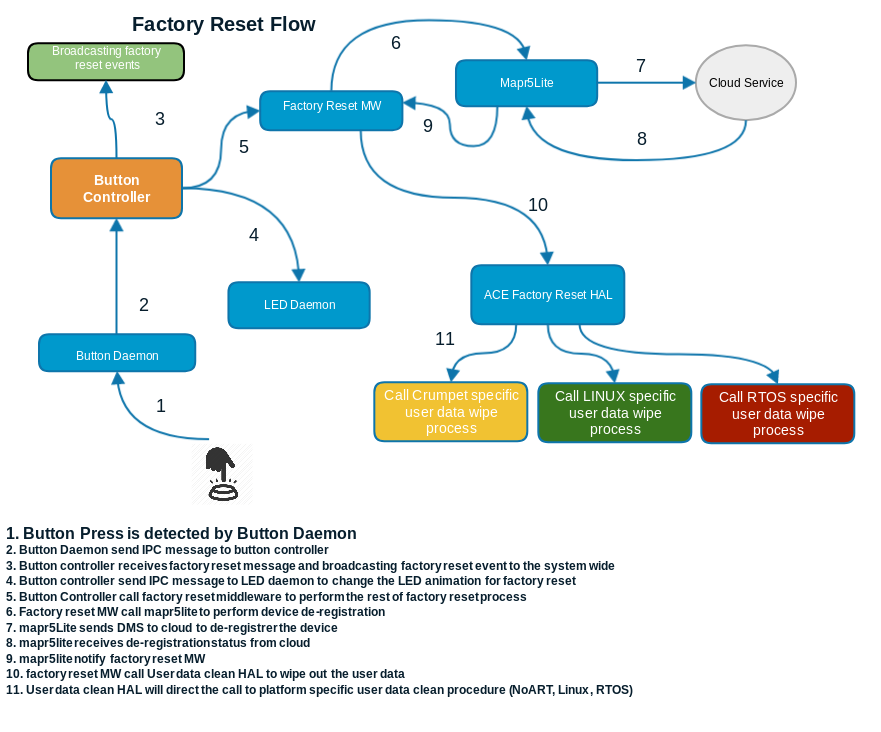 Factory Reset Flow
Broadcasting factory
reset events
6
Mapr5Lite
7
Cloud Service
Factory Reset MW
3
5
9
8
Button
Controller
4
10
LED Daemon
ACE Factory Reset HAL
2
Button Daemon
11
1
Call Crumpet specific
user data wipe
process
Call LINUX specific
user data wipe
process
Call RTOS specific
user data wipe
process
1. Button Press is detected by Button Daemon
2. Button Daemon send IPC message to button controller
3. Button controller receives factory reset message and broadcasting factory reset event to the system wide
4. Button controller send IPC message to LED daemon to change the LED animation for factory reset
5. Button Controller call factory reset middleware to perform the rest of factory reset process
6. Factory reset MW call mapr5lite to perform device de-registration
7. mapr5Lite sends DMS to cloud to de-registrer the device
8. mapr5lite receives de-registration status from cloud
9. mapr5lite notify factory reset MW
10. factory reset MW call User data clean HAL to wipe out the user data
11. User data clean HAL will direct the call to platform specific user data clean procedure (NoART, Linux, RTOS)